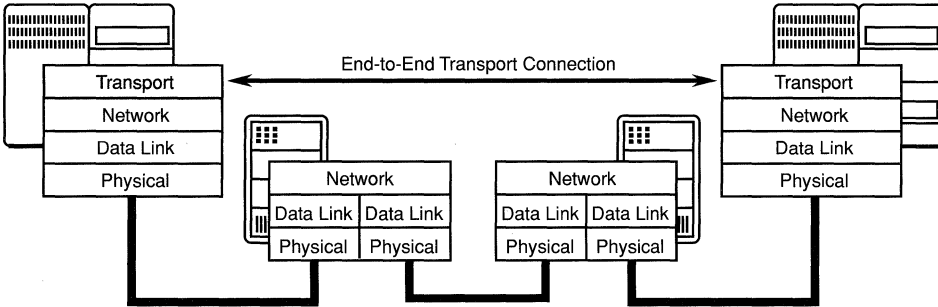 End-to-End Transport Connection
Transport
Network
Data Link
Physical
Network
Data Link Data Link
Physical Physical
Network
Data Link Data Link
Physical Physical
Transport
Network
Data Link
Physical